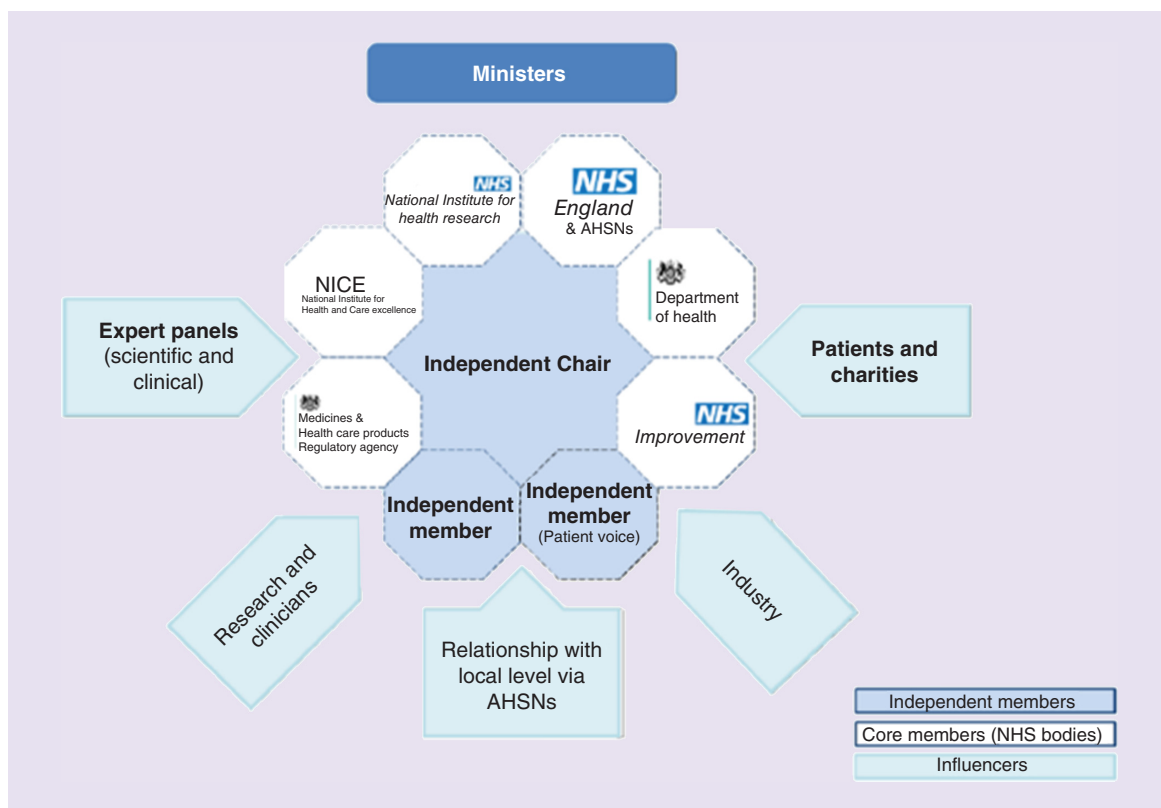 Ministers
NHS
National Institute for
health research
NHS
England
& AHSNs
NICE
National Institute for
Health and Care excellence
Department
of health
Expert panels
(scientific and
clinical)
Independent Chair
Patients and
charities
Medicines &
Health care products
Regulatory agency
NHS
Improvement
Independent
member
Independent
member
(Patient voice)
Research and
clinicians
Relationship with
local level via
AHSNs
Industry
Independent members
Core members (NHS bodies)
Influencers